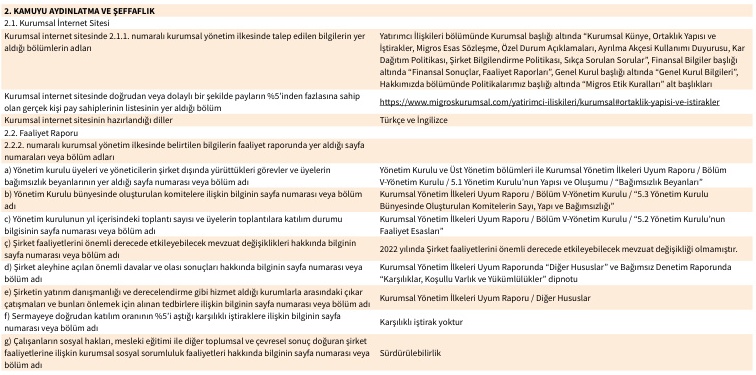 2. KAMUYU AYDINLATMA VE ŞEFFAFLIK
2.1. Kurumsal İnternet Sitesi
Kurumsal internet sitesinde 2.1.1. numaralı kurumsal yönetim ilkesinde talep edilen bilgilerin yer
aldığı bölümlerin adları
Yatırımcı İlişkileri bölümünde Kurumsal başlığı altında “Kurumsal Künye, Ortaklık Yapısı ve
İştirakler, Migros Esas Sözleşme, Özel Durum Açıklamaları, Ayrılma Akçesi Kullanımı Duyurusu, Kar
Dağıtım Politikası, Şirket Bilgilendirme Politikası, Sıkça Sorulan Sorular”, Finansal Bilgiler başlığı
altında “Finansal Sonuçlar, Faaliyet Raporları”, Genel Kurul başlığı altında “Genel Kurul Bilgileri”,
Hakkımızda bölümünde Politikalarımız başlığı altında “Migros Etik Kuralları” alt başlıkları
Kurumsal internet sitesinde doğrudan veya dolaylı bir şekilde payların %5’inden fazlasına sahip
olan gerçek kişi pay sahiplerinin listesinin yer aldığı bölüm
https://www.migroskurumsal.com/yatirimci-iliskileri/kurumsal#ortaklik-yapisi-ve-istirakler
Kurumsal internet sitesinin hazırlandığı diller
Türkçe ve İngilizce
2.2. Faaliyet Raporu
2.2.2. numaralı kurumsal yönetim ilkesinde belirtilen bilgilerin faaliyet raporunda yer aldığı sayfa
numaraları veya bölüm adları
a) Yönetim kurulu üyeleri ve yöneticilerin şirket dışında yürüttükleri görevler ve üyelerin
bağımsızlık beyanlarının yer aldığı sayfa numarası veya bölüm adı
Yönetim Kurulu ve Üst Yönetim bölümleri ile Kurumsal Yönetim İlkeleri Uyum Raporu / Bölüm
V-Yönetim Kurulu / 5.1 Yönetim Kurulu’nun Yapısı ve Oluşumu / “Bağımsızlık Beyanları”
b) Yönetim Kurulu bünyesinde oluşturulan komitelere ilişkin bilginin sayfa numarası veya bölüm
adı
Yönetim Kurulu İlkeleri Uyum Raporu / Bölüm V-Yönetim Kurulu / “5.3 Yönetim Kurulu
Bünyesinde Oluşturulan Komitelerin Sayı, Yapı ve Bağımsızlığı”
c) Yönetim kurulunun yıl içerisindeki toplantı sayısı ve üyelerin toplantılara katılım durumu
bilgisinin sayfa numarası veya bölüm adı
Kurumsal Yönetim İlkeleri Uyum Raporu / Bölüm V-Yönetim Kurulu / “5.2 Yönetim Kurulu’nun
Faaliyet Esasları”
ç) Şirket faaliyetlerini önemli derecede etkileyebilecek mevzuat değişiklikleri hakkında bilginin
sayfa numarası veya bölüm adı
2022 yılında Şirket faaliyetlerini önemli derecede etkileyebilecek mevzuat değişikliği olmamıştır.
d) Şirket aleyhine açılan önemli davalar ve olası sonuçları hakkında bilginin sayfa numarası veya
bölüm adı
Kurumsal Yönetim İlkeleri Uyum Raporunda “Diğer Hususlar” ve Bağımsız Denetim Raporunda
“Karşılıklar, Koşullu Varlık ve Yükümlülükler” dipnotu
e) Şirketin yatırım danışmanlığı ve derecelendirme gibi hizmet aldığı kurumlarla arasındaki çıkar
çatışmaları ve bunları önlemek için alınan tedbirlere ilişkin bilginin sayfa numarası veya bölüm adı
Kurumsal Yönetim İlkeleri Uyum Raporu / Diğer Hususlar
f) Sermayeye doğrudan katılım oranının %5’i aştığı karşılıklı iştiraklere ilişkin bilginin sayfa
numarası veya bölüm adı
Karşılıklı iştirak yoktur
g) Çalışanların sosyal hakları, mesleki eğitimi ile diğer toplumsal ve çevresel sonuç doğuran şirket
faaliyetlerine ilişkin kurumsal sosyal sorumluluk faaliyetleri hakkında bilginin sayfa numarası veya
bölüm adı
Sürdürülebilirlik